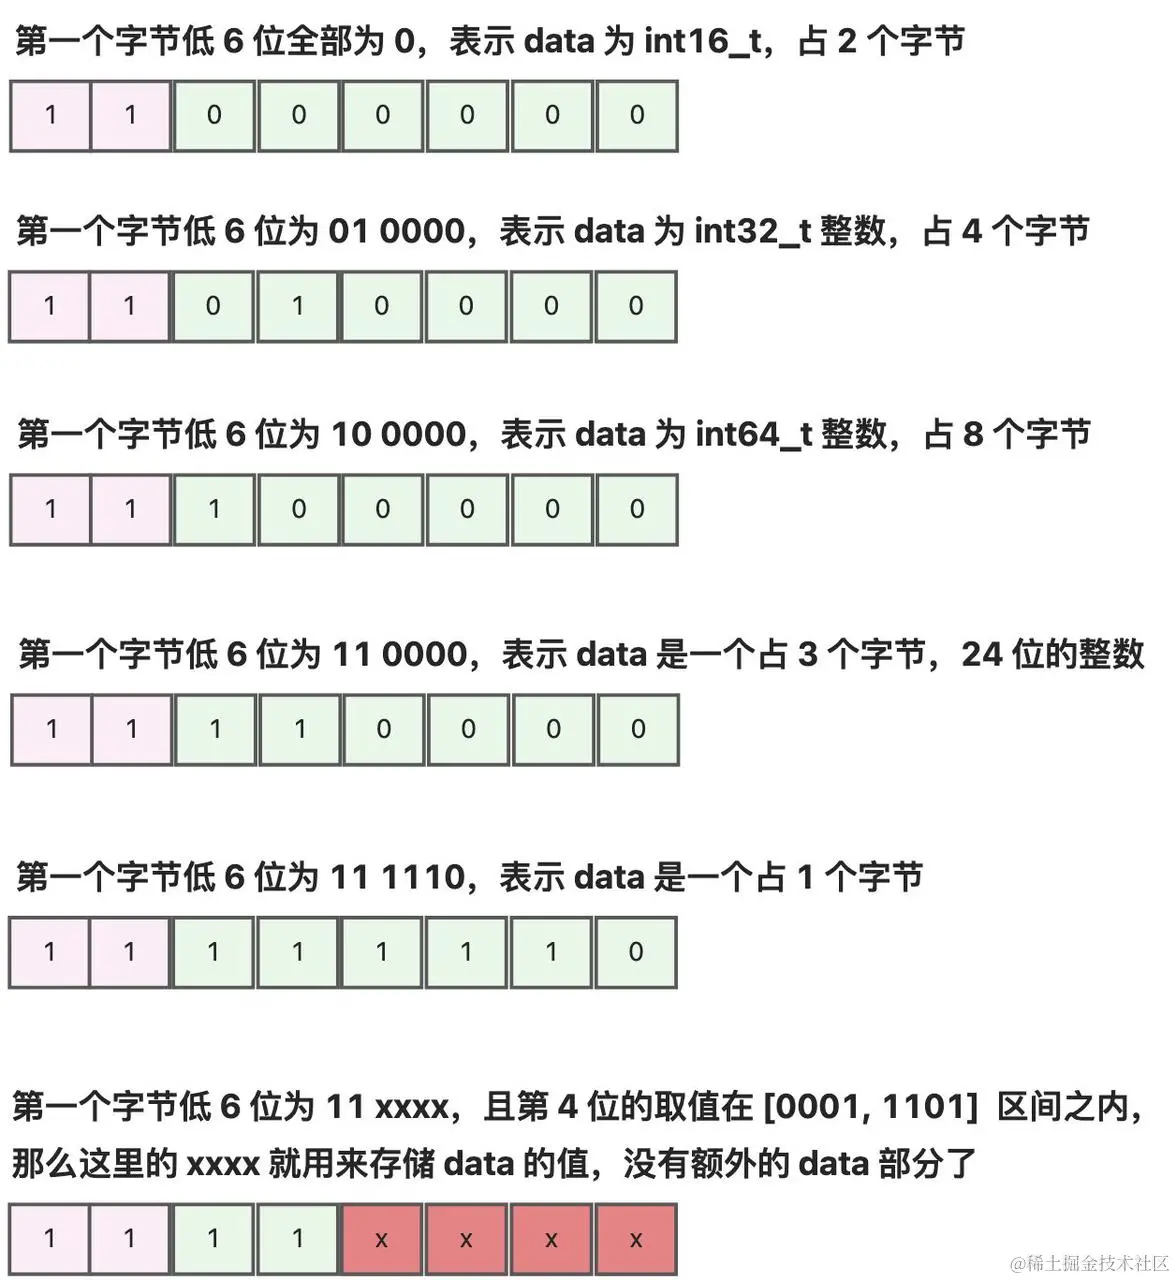 第一个字节低 6 位全部为 0，表示 data 为 int16_t，占 2 个字节
1 1 0 0 0 0 0 0
第一个字节低 6 位为 01 0000，表示 data 为 int32_t 整数，占 4 个字节
1 1 0 1 0 0 0 0
第一个字节低 6 位为 10 0000，表示 data 为 int64_t 整数，占 8 个字节
1 1 1 0 0 0 0 0
第一个字节低 6 位为 11 0000，表示 data 是一个占 3 个字节，24 位的整数
1 1 1 1 0 0 0 0
第一个字节低 6 位为 11 1110，表示 data 是一个占 1 个字节
1 1 1 1 1 1 1 0
第一个字节低 6 位为 11 xxxx，且第 4 位的取值在 [0001, 1101] 区间之内，
那么这里的 xxxx 就用来存储 data 的值，没有额外的 data 部分了
1 1 1 1 x x x x
@稀土掘金技术社区